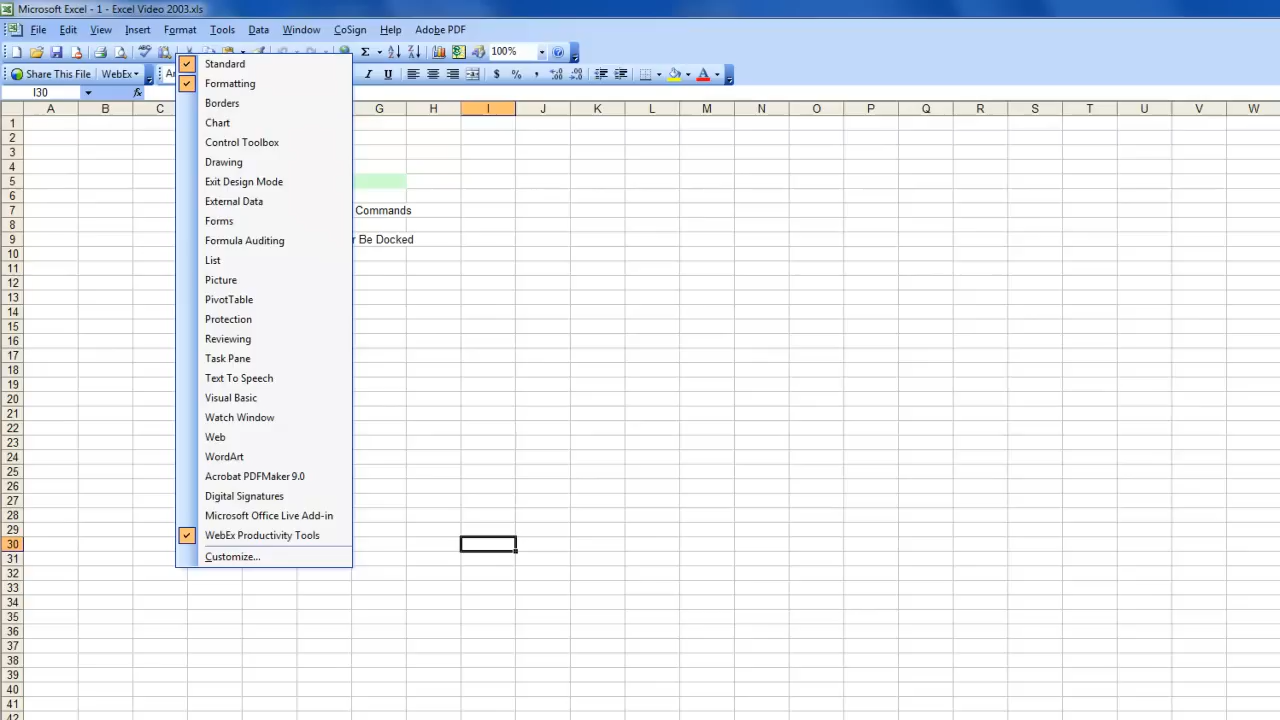 Microsoft Excel - 1 - Excel Video 2003.xls
File Edit View Insert Format Tools Data Window CoSign Help Adobe PDF
Σ A Z Z A 100% ?
Share This File WebEx Ar I U $ % , A
I30 fx
A B C G H I J K L M N O P Q R S T U V W
Standard
Formatting
Borders
Chart
Control Toolbox
Drawing
Exit Design Mode
External Data
Forms
Formula Auditing
List
Picture
PivotTable
Protection
Reviewing
Task Pane
Text To Speech
Visual Basic
Watch Window
Web
WordArt
Acrobat PDFMaker 9.0
Digital Signatures
Microsoft Office Live Add-in
WebEx Productivity Tools
Customize...
1
2
3
4
5
6
7 Commands
8
9 r Be Docked
10
11
12
13
14
15
16
17
18
19
20
21
22
23
24
25
26
27
28
29
30
31
32
33
34
35
36
37
38
39
40
41
42